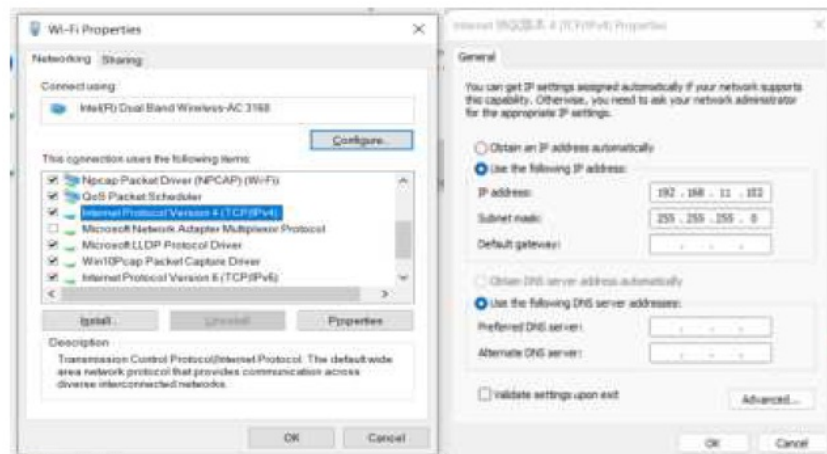 Wi-Fi Properties
Networking Sharing
Connect using:
Intel(R) Dual Band Wireless-AC 3168
Configure...
This connection uses the following items:
Npcap Packet Driver (NPCAP) (Wi-Fi)
QoS Packet Scheduler
Internet Protocol Version 4 (TCP/IPv4)
Microsoft Network Adapter Multiplexor Protocol
Microsoft LLDP Protocol Driver
Win10Pcap Packet Capture Driver
Internet Protocol Version 6 (TCP/IPv6)
Install...
Uninstall
Properties
Description
Transmission Control Protocol/Internet Protocol. The default wide
area network protocol that provides communication across
diverse interconnected networks.
OK
Cancel
Internet 协议版本 4 (TCP/IPv4) Properties
General
You can get IP settings assigned automatically if your network supports
this capability. Otherwise, you need to ask your network administrator
for the appropriate IP settings.
Obtain an IP address automatically
Use the following IP address:
IP address: 192 . 168 . 11 . 102
Subnet mask: 255 . 255 . 255 . 0
Default gateway: . . .
Obtain DNS server address automatically
Use the following DNS server addresses:
Preferred DNS server: . . .
Alternate DNS server: . . .
Validate settings upon exit
Advanced...
OK
Cancel